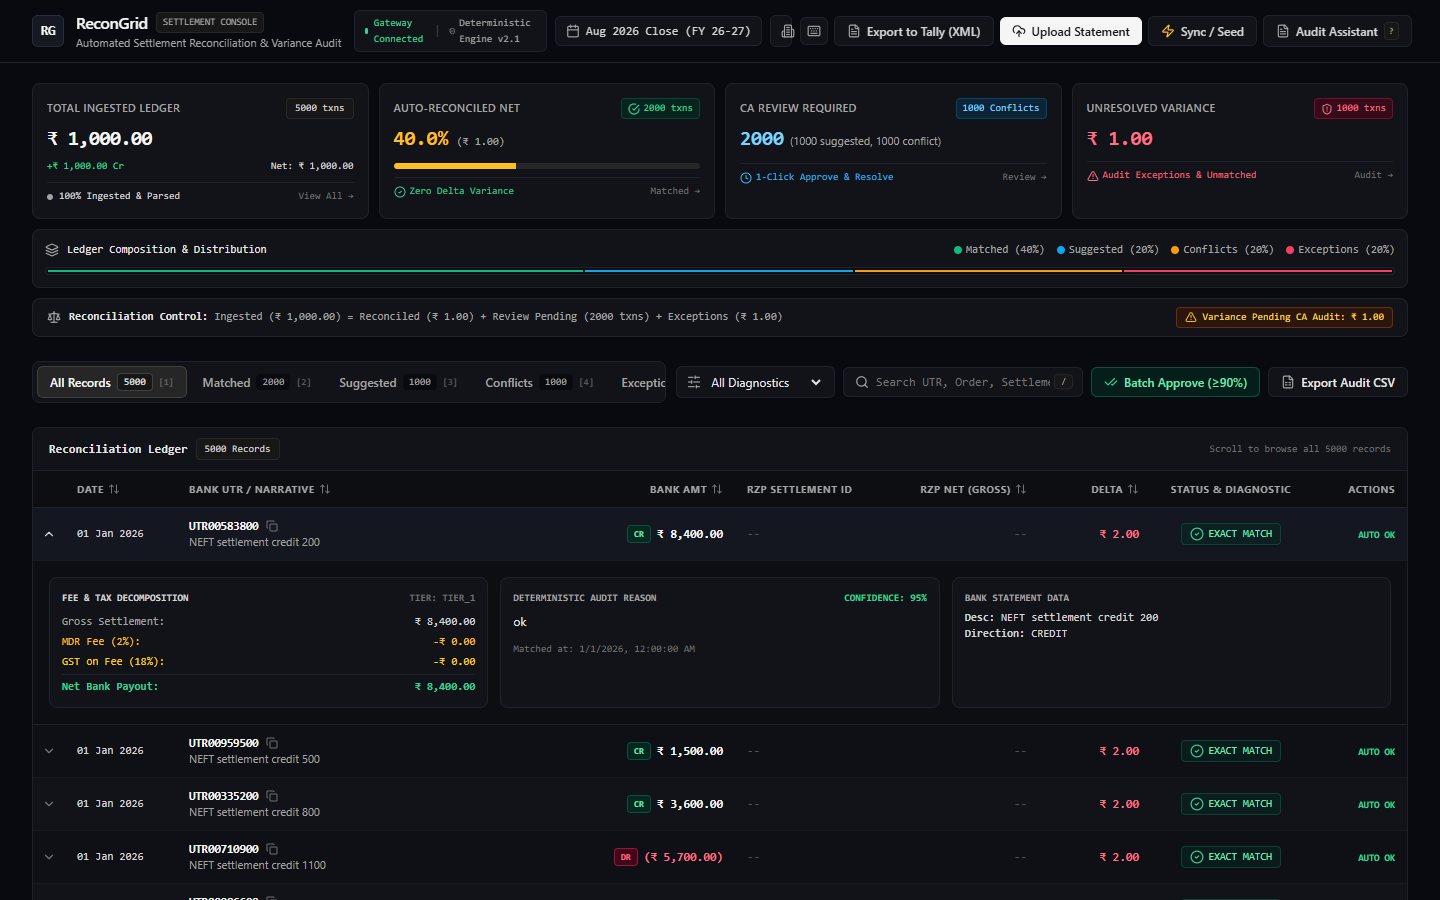 RG
ReconGrid SETTLEMENT CONSOLE
Automated Settlement Reconciliation & Variance Audit
Gateway Connected
Deterministic Engine v2.1
Aug 2026 Close (FY 26-27)
Export to Tally (XML)
Upload Statement
Sync / Seed
Audit Assistant ?
TOTAL INGESTED LEDGER 5000 txns
₹ 1,000.00
+₹ 1,000.00 Cr Net: ₹ 1,000.00
100% Ingested & Parsed View All →
AUTO-RECONCILED NET 2000 txns
40.0% (₹ 1.00)
Zero Delta Variance Matched →
CA REVIEW REQUIRED 1000 Conflicts
2000 (1000 suggested, 1000 conflict)
1-Click Approve & Resolve Review →
UNRESOLVED VARIANCE 1000 txns
₹ 1.00
Audit Exceptions & Unmatched Audit →
Ledger Composition & Distribution Matched (40%) Suggested (20%) Conflicts (20%) Exceptions (20%)
Reconciliation Control: Ingested (₹ 1,000.00) = Reconciled (₹ 1.00) + Review Pending (2000 txns) + Exceptions (₹ 1.00) Variance Pending CA Audit: ₹ 1.00
All Records 5000 [1] Matched 2000 [2] Suggested 1000 [3] Conflicts 1000 [4] Exceptic All Diagnostics Search UTR, Order, Settleme / Batch Approve (≥90%) Export Audit CSV
Reconciliation Ledger 5000 Records Scroll to browse all 5000 records
DATE BANK UTR / NARRATIVE BANK AMT RZP SETTLEMENT ID RZP NET (GROSS) DELTA STATUS & DIAGNOSTIC ACTIONS
01 Jan 2026 UTR00583800 CR ₹ 8,400.00 -- -- ₹ 2.00 EXACT MATCH AUTO OK
NEFT settlement credit 200
FEE & TAX DECOMPOSITION TIER: TIER_1
Gross Settlement: ₹ 8,400.00
MDR Fee (2%): -₹ 0.00
GST on Fee (18%): -₹ 0.00
Net Bank Payout: ₹ 8,400.00
DETERMINISTIC AUDIT REASON CONFIDENCE: 95%
ok
Matched at: 1/1/2026, 12:00:00 AM
BANK STATEMENT DATA
Desc: NEFT settlement credit 200
Direction: CREDIT
01 Jan 2026 UTR00959500 CR ₹ 1,500.00 -- -- ₹ 2.00 EXACT MATCH AUTO OK
NEFT settlement credit 500
01 Jan 2026 UTR00335200 CR ₹ 3,600.00 -- -- ₹ 2.00 EXACT MATCH AUTO OK
NEFT settlement credit 800
01 Jan 2026 UTR00710900 DR (₹ 5,700.00) -- -- ₹ 2.00 EXACT MATCH AUTO OK
NEFT settlement credit 1100